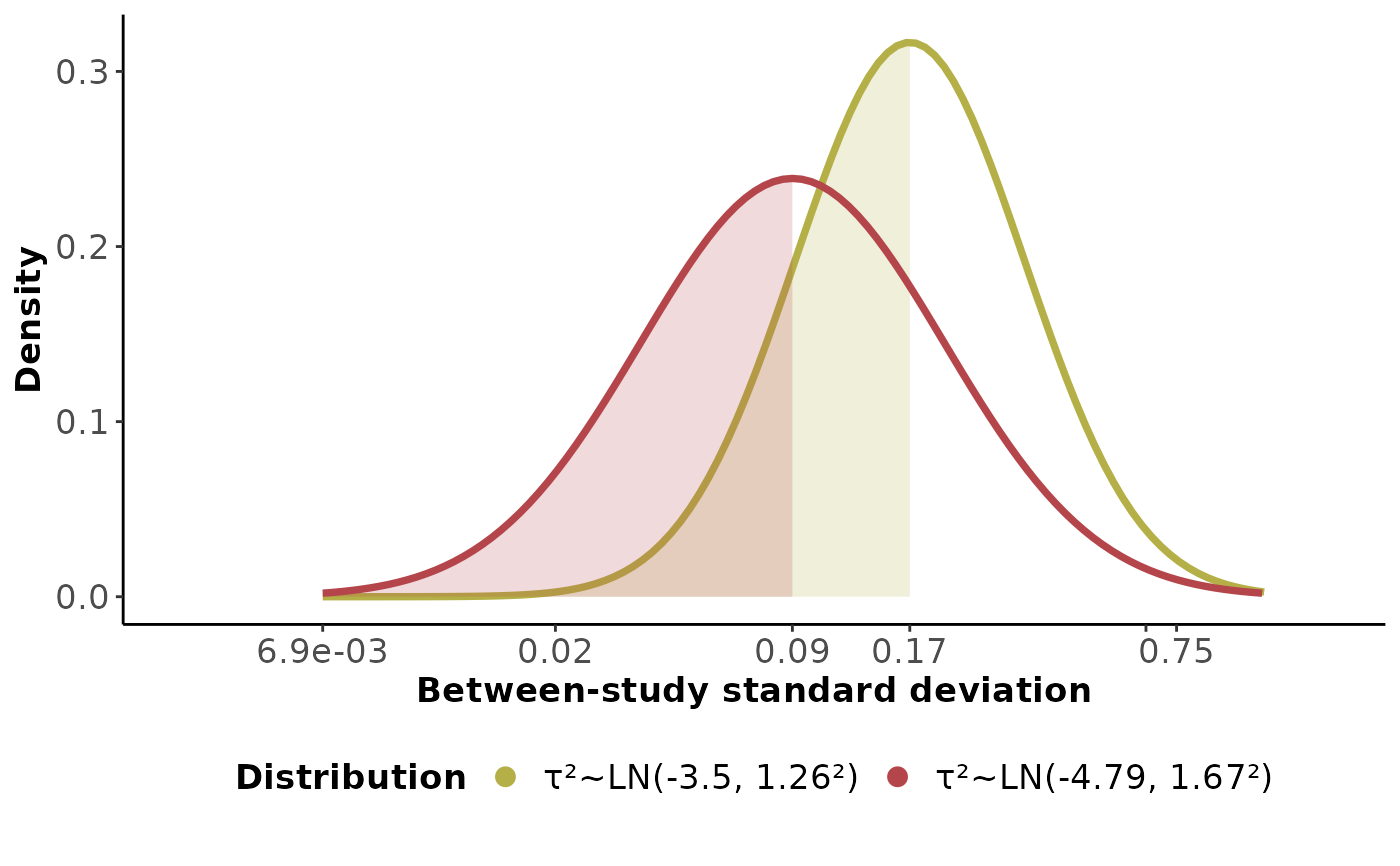 0.3
0.2
0.1
0.0
Density
6.9e-03 0.02 0.09 0.17 0.75
Between-study standard deviation
Distribution τ²~LN(-3.5, 1.26²) τ²~LN(-4.79, 1.67²)